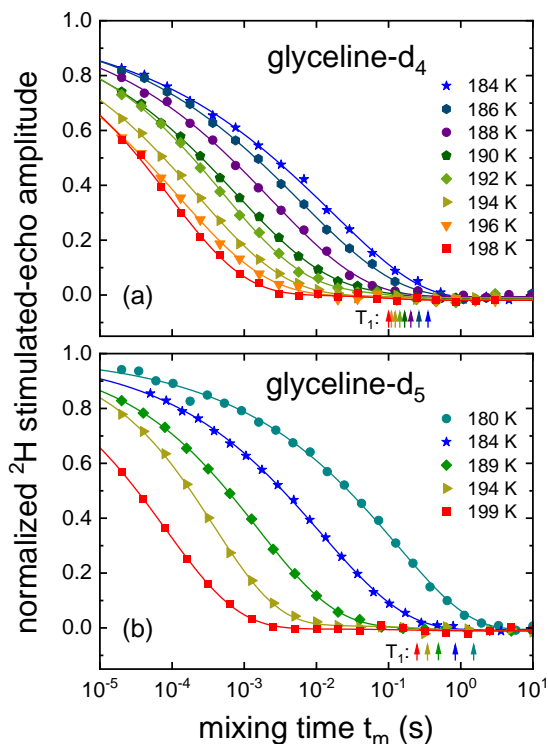 normalized ²H stimulated-echo amplitude
glyceline-d₄
1.0
0.8
0.6
0.4
0.2
0.0
184 K
186 K
188 K
190 K
192 K
194 K
196 K
198 K
(a)
T₁:
glyceline-d₅
1.0
0.8
0.6
0.4
0.2
0.0
180 K
184 K
189 K
194 K
199 K
(b)
T₁:
10⁻⁵ 10⁻⁴ 10⁻³ 10⁻² 10⁻¹ 10⁰ 10¹
mixing time tₘ (s)